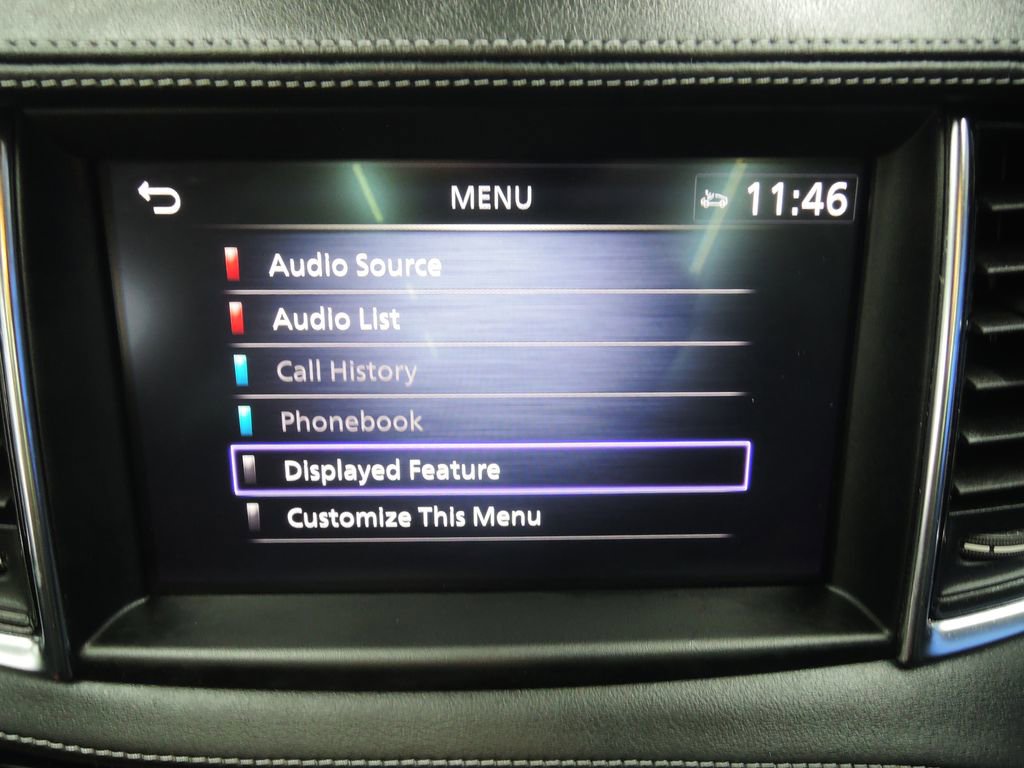 MENU
11:46
Audio Source
Audio List
Call History
Phonebook
Displayed Feature
Customize This Menu